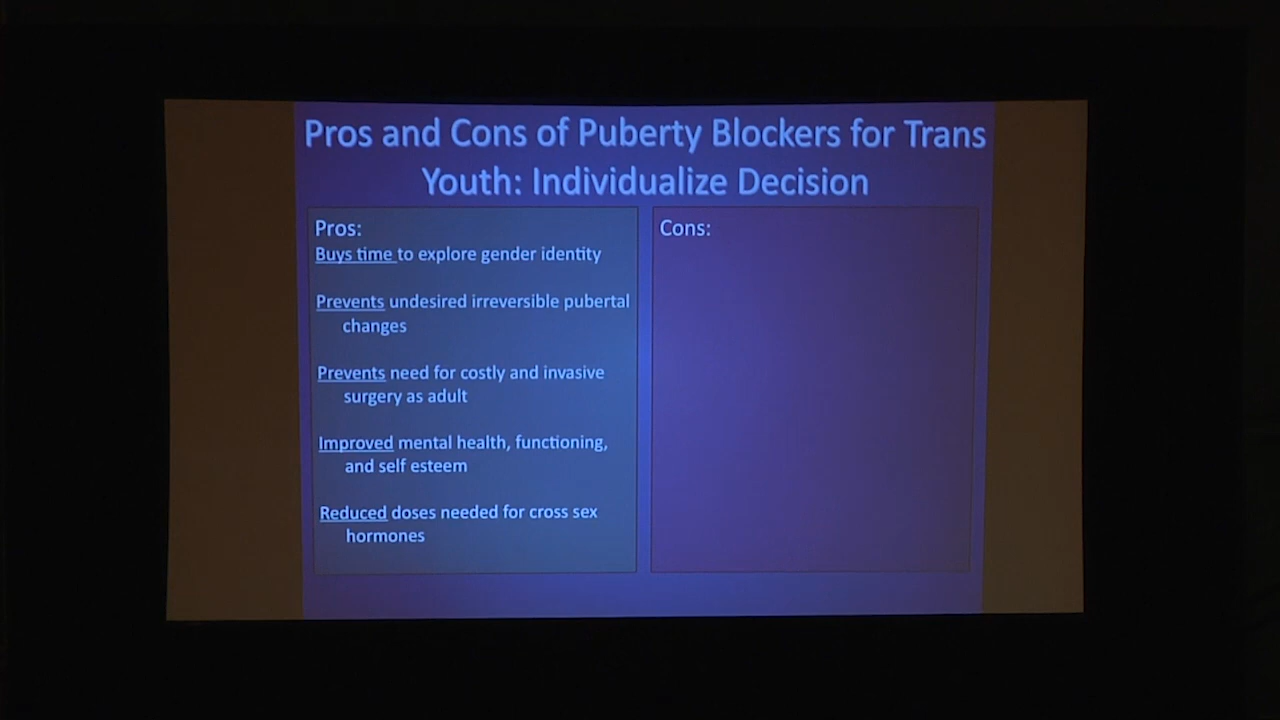 Pros and Cons of Puberty Blockers for Trans
Youth: Individualize Decision
Pros:
Buys time to explore gender identity
Prevents undesired irreversible pubertal
changes
Prevents need for costly and invasive
surgery as adult
Improved mental health, functioning,
and self esteem
Reduced doses needed for cross sex
hormones
Cons: